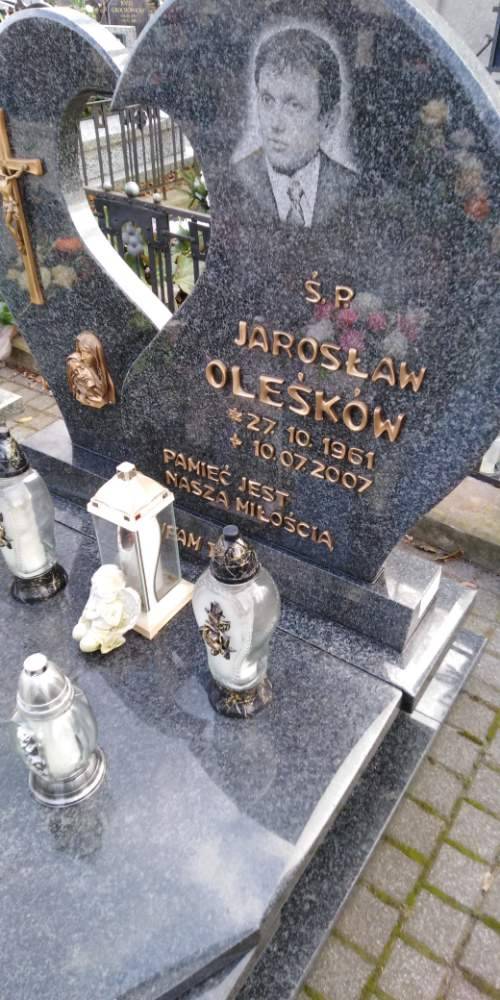 Ś.P.
JAROSŁAW
OLEŚKÓW
*27.10.1961
+10.07.2007
PAMIĘĆ JEST
NASZĄ MIŁOŚCIĄ